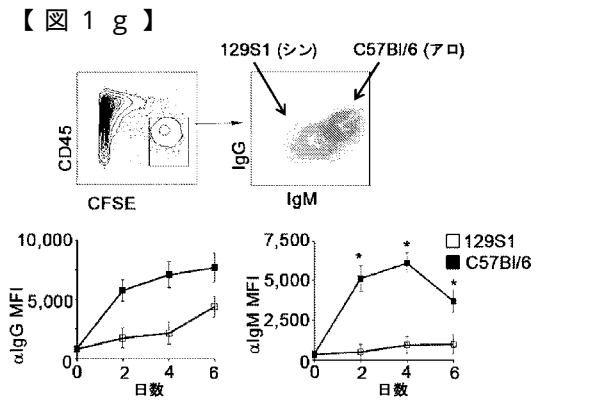 【図1g】
129S1 (シン) C57Bl/6 (アロ)
CD45
CFSE
IgG
IgM
10,000
5,000
0
αIgG MFI
0 2 4 6
日数
7,500
5,000
2,500
0
αIgM MFI
* * *
0 2 4 6
日数
129S1
C57Bl/6